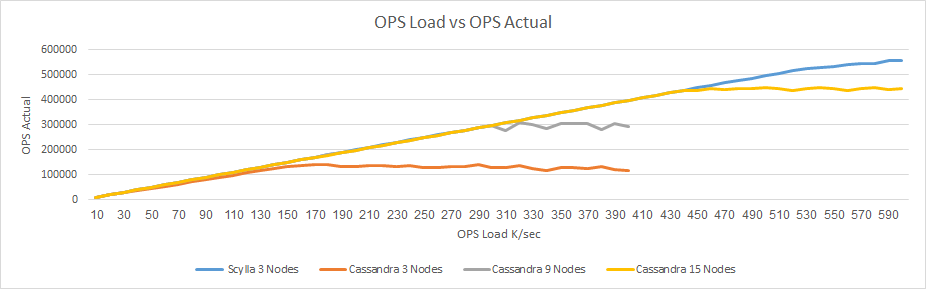 OPS Load vs OPS Actual
600000
500000
400000
300000
200000
100000
0
OPS Actual
10 30 50 70 90 110 130 150 170 190 210 230 250 270 290 310 330 350 370 390 410 430 450 470 490 510 530 550 570 590
OPS Load K/sec
Scylla 3 Nodes Cassandra 3 Nodes Cassandra 9 Nodes Cassandra 15 Nodes